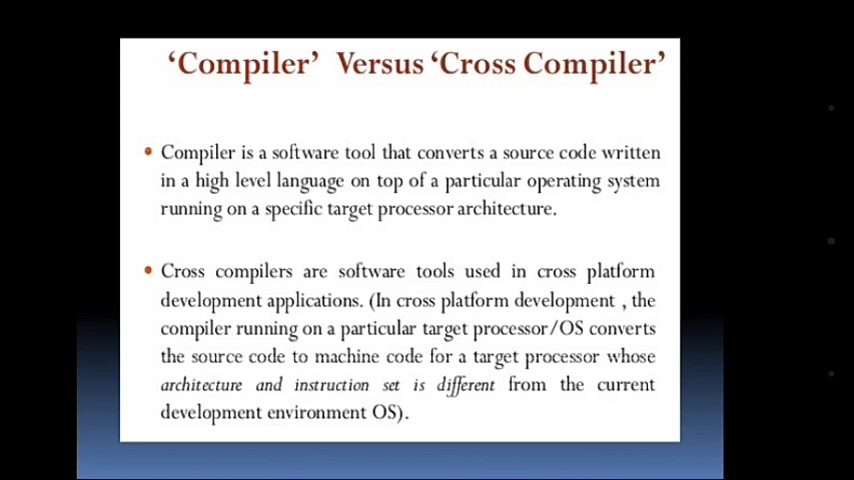 ‘Compiler’ Versus ‘Cross Compiler’
• Compiler is a software tool that converts a source code written
in a high level language on top of a particular operating system
running on a specific target processor architecture.
• Cross compilers are software tools used in cross platform
development applications. (In cross platform development , the
compiler running on a particular target processor/OS converts
the source code to machine code for a target processor whose
architecture and instruction set is different from the current
development environment OS).